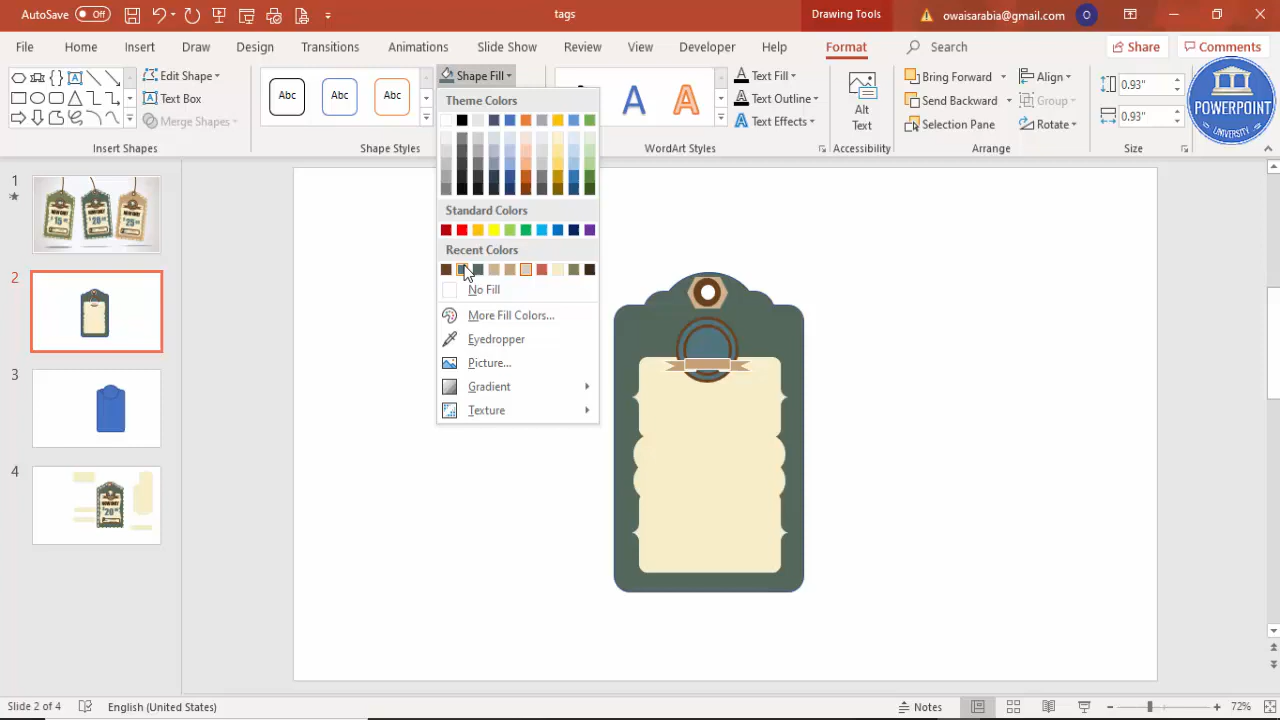 AutoSave Off
tags
Drawing Tools
owaisarabia@gmail.com
O
File Home Insert Draw Design Transitions Animations Slide Show Review View Developer Help Format Search Share Comments
Edit Shape
Text Box
Merge Shapes
Insert Shapes
Abc Abc Abc
Shape Fill
Shape Styles
A A
Text Fill
Text Outline
Text Effects
WordArt Styles
Alt
Text
Accessibility
Bring Forward
Send Backward
Selection Pane
Align
Group
Rotate
Arrange
0.93"
0.93"
Size
POWERPOINT
UNIVERSITY
Theme Colors
Standard Colors
Recent Colors
No Fill
More Fill Colors...
Eyedropper
Picture...
Gradient
Texture
1
2
3
4
Slide 2 of 4
English (United States)
Notes
72%